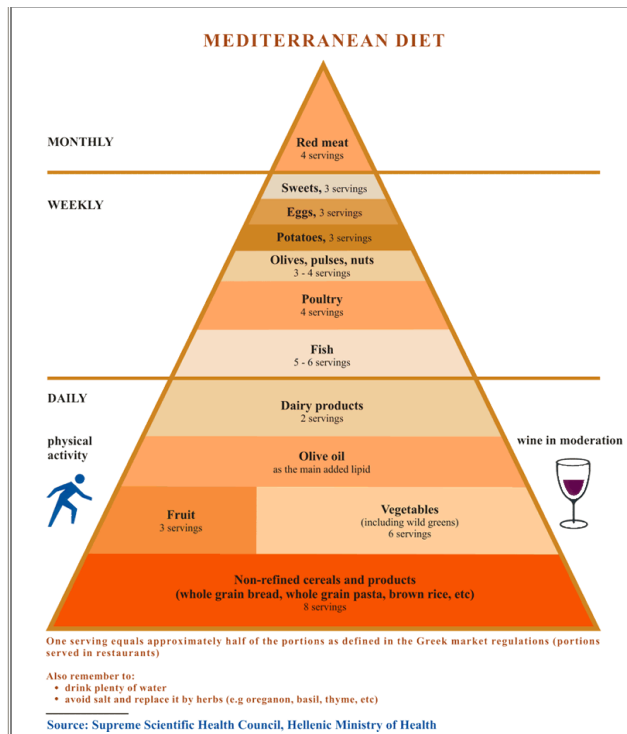 MEDITERRANEAN DIET
MONTHLY
Red meat
4 servings
WEEKLY
Sweets, 3 servings
Eggs, 3 servings
Potatoes, 3 servings
Olives, pulses, nuts
3 - 4 servings
Poultry
4 servings
Fish
5 - 6 servings
DAILY
Dairy products
2 servings
physical
activity
wine in moderation
Olive oil
as the main added lipid
Fruit
3 servings
Vegetables
(including wild greens)
6 servings
Non-refined cereals and products
(whole grain bread, whole grain pasta, brown rice, etc)
8 servings
One serving equals approximately half of the portions as defined in the Greek market regulations (portions
served in restaurants)
Also remember to:
• drink plenty of water
• avoid salt and replace it by herbs (e.g oreganon, basil, thyme, etc)
Source: Supreme Scientific Health Council, Hellenic Ministry of Health